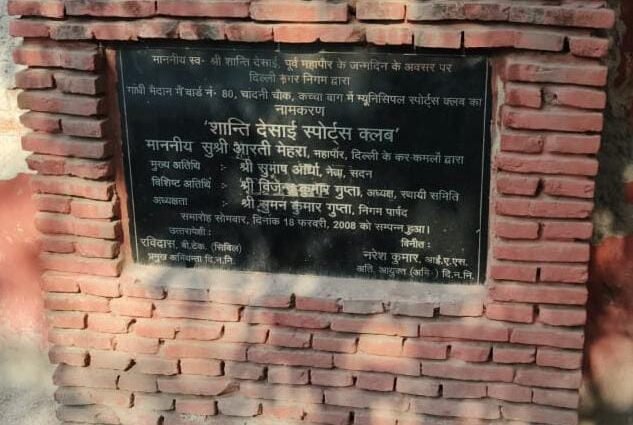 माननीय स्व॰ श्री शान्ति देसाई, पूर्व महापौर के जन्मदिन के अवसर पर
दिल्ली नगर निगम द्वारा
गांधी मैदान में वार्ड नं॰ 80, चांदनी चौक, कच्चा बाग में म्यूनिसिपल स्पोर्ट्स क्लब का
नामकरण
'शान्ति देसाई स्पोर्ट्स क्लब'
माननीय सुश्री आरती मेहरा, महापौर, दिल्ली के कर-कमलों द्वारा
मुख्य अतिथि : श्री सुभाष आर्या, नेता, सदन
विशिष्ट अतिथि : श्री विजेन्द्र कुमार गुप्ता, अध्यक्ष, स्थायी समिति
अध्यक्षता : श्री सुमन कुमार गुप्ता, निगम पार्षद
समारोह सोमवार, दिनांक 18 फरवरी, 2008 को सम्पन्न हुआ।
उत्तरापेक्षी : विनीत :
रविदास, बी.टेक. (सिविल) नरेश कुमार, आई.ए.एस.
प्रमुख अभियन्ता दि.न.नि. अति. आयुक्त (अभि.) दि.न.नि.